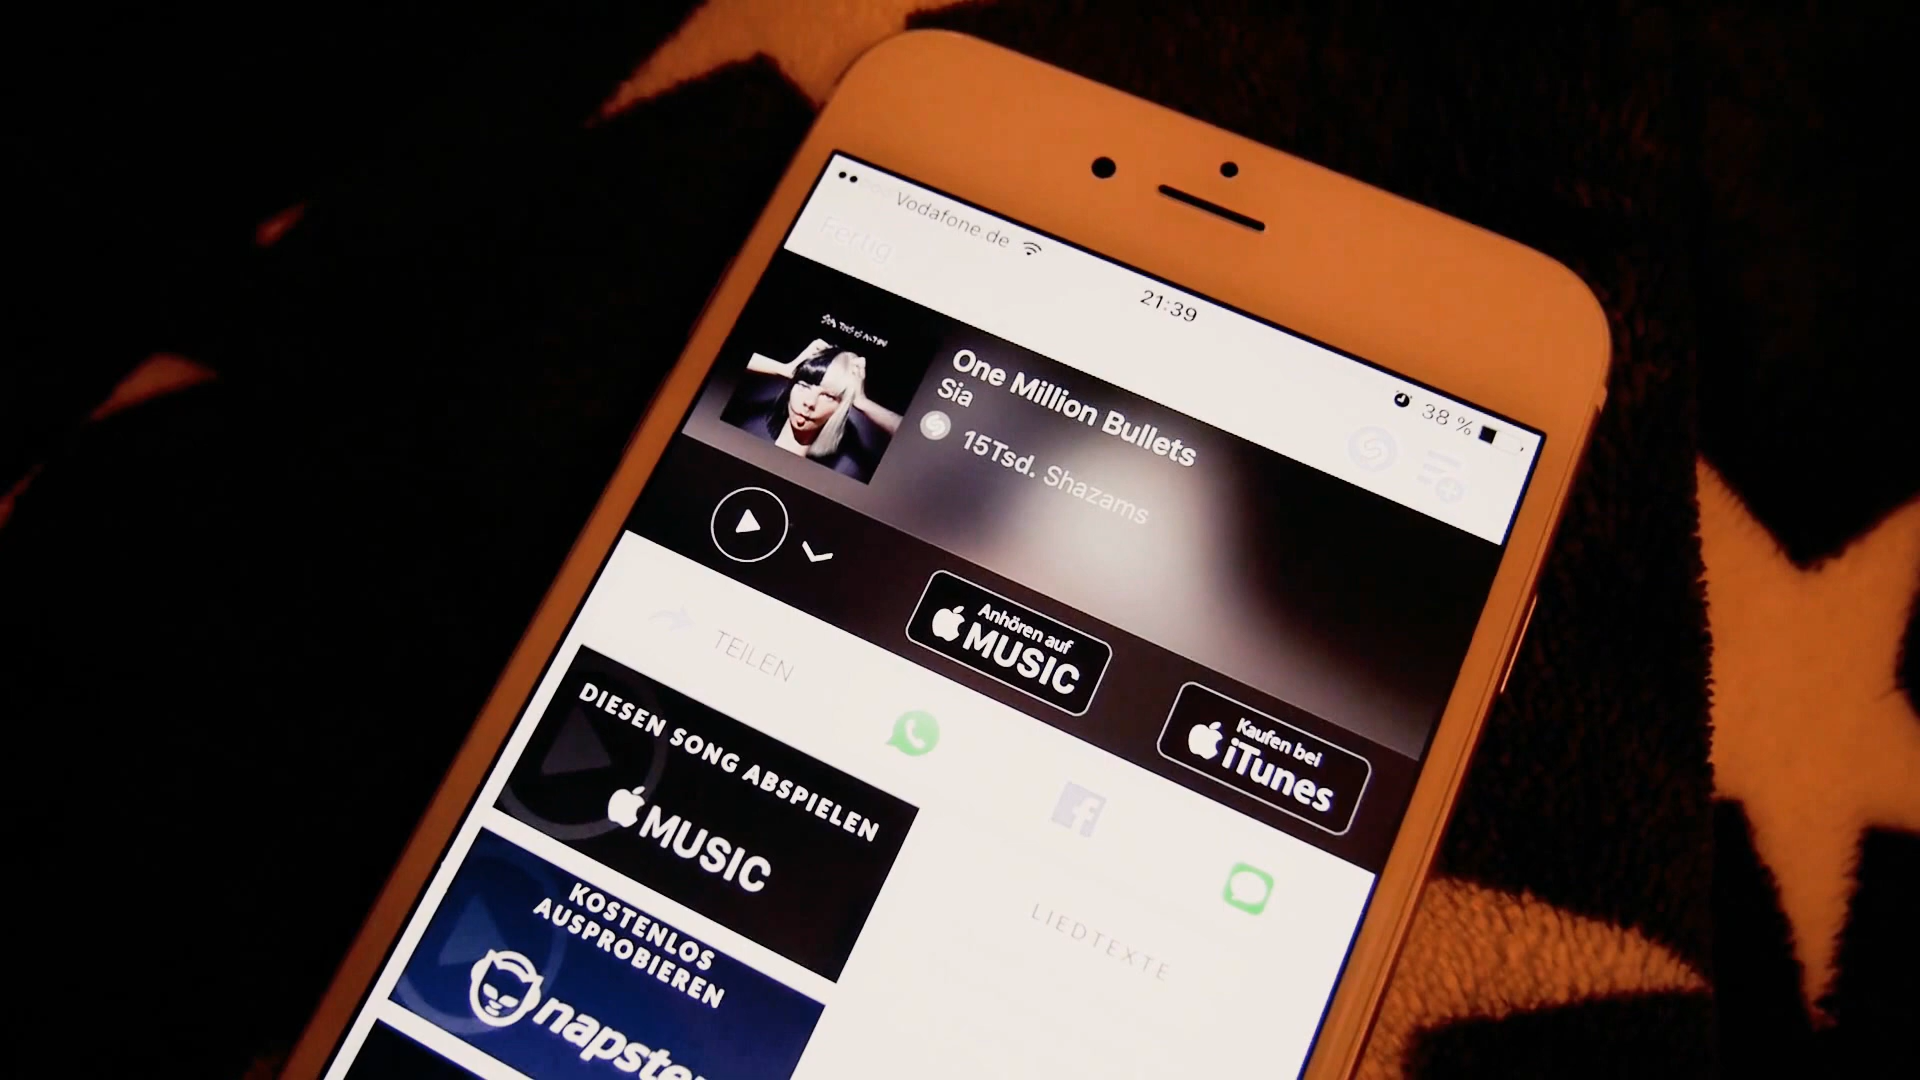 Vodafone.de
21:39
38 %
Fertig
One Million Bullets
Sia
15Tsd. Shazams
Anhören auf
MUSIC
Kaufen bei
iTunes
TEILEN
DIESEN SONG ABSPIELEN
MUSIC
LIEDTEXTE
KOSTENLOS
AUSPROBIEREN
napster